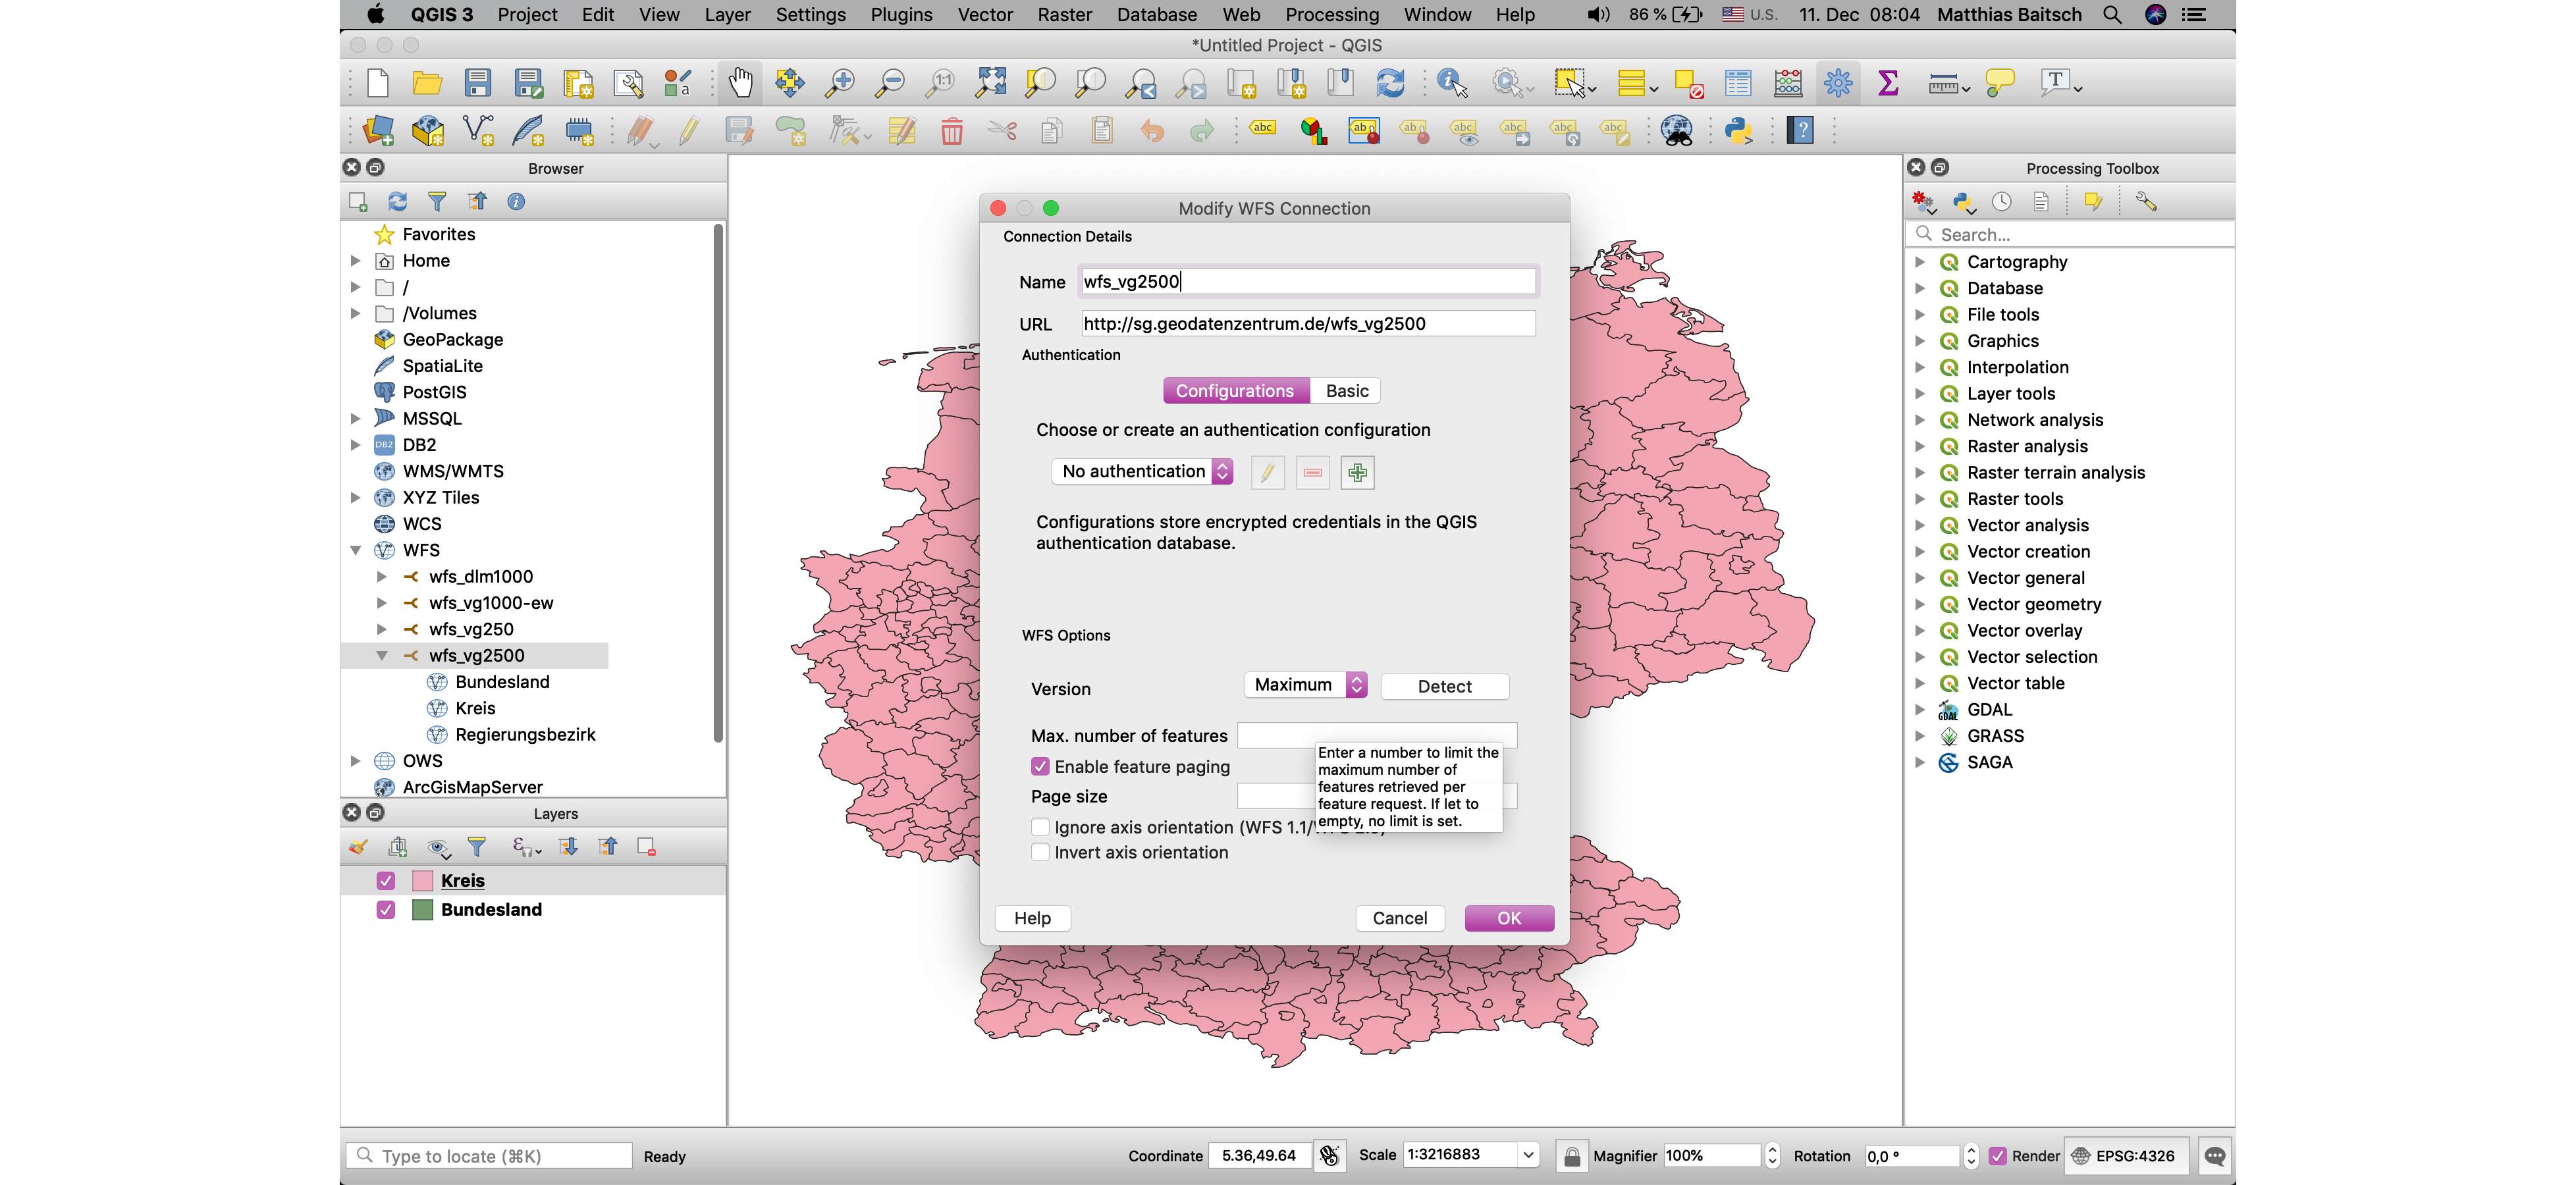 QGIS 3 Project Edit View Layer Settings Plugins Vector Raster Database Web Processing Window Help 86 % U.S. 11. Dec 08:04 Matthias Baitsch
*Untitled Project - QGIS
Browser
Favorites
Home
/
/Volumes
GeoPackage
SpatiaLite
PostGIS
MSSQL
DB2
WMS/WMTS
XYZ Tiles
WCS
WFS
wfs_dlm1000
wfs_vg1000-ew
wfs_vg250
wfs_vg2500
Bundesland
Kreis
Regierungsbezirk
OWS
ArcGisMapServer
Layers
Kreis
Bundesland
Modify WFS Connection
Connection Details
Name wfs_vg2500
URL http://sg.geodatenzentrum.de/wfs_vg2500
Authentication
Configurations Basic
Choose or create an authentication configuration
No authentication
Configurations store encrypted credentials in the QGIS
authentication database.
WFS Options
Version Maximum Detect
Max. number of features
Enable feature paging
Page size
Ignore axis orientation (WFS 1.1/
Invert axis orientation
Enter a number to limit the
maximum number of
features retrieved per
feature request. If let to
empty, no limit is set.
Help Cancel OK
Processing Toolbox
Search...
Cartography
Database
File tools
Graphics
Interpolation
Layer tools
Network analysis
Raster analysis
Raster terrain analysis
Raster tools
Vector analysis
Vector creation
Vector general
Vector geometry
Vector overlay
Vector selection
Vector table
GDAL
GRASS
SAGA
Type to locate (⌘K) Ready Coordinate 5.36,49.64 Scale 1:3216883 Magnifier 100% Rotation 0,0 ° Render EPSG:4326